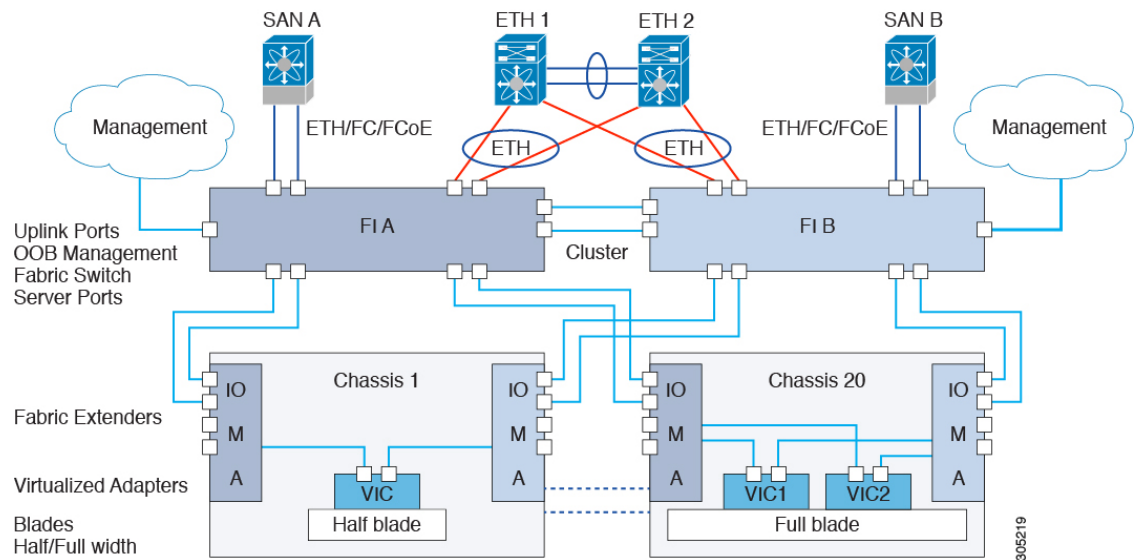 SAN A
ETH 1
ETH 2
SAN B
Management
ETH/FC/FCoE
ETH
ETH
ETH/FC/FCoE
Management
FI A
FI B
Cluster
Uplink Ports
OOB Management
Fabric Switch
Server Ports
Chassis 1
Chassis 20
IO
M
A
IO
M
A
IO
M
A
IO
M
A
Fabric Extenders
Virtualized Adapters
VIC
VIC1
VIC2
Blades
Half/Full width
Half blade
Full blade
305219